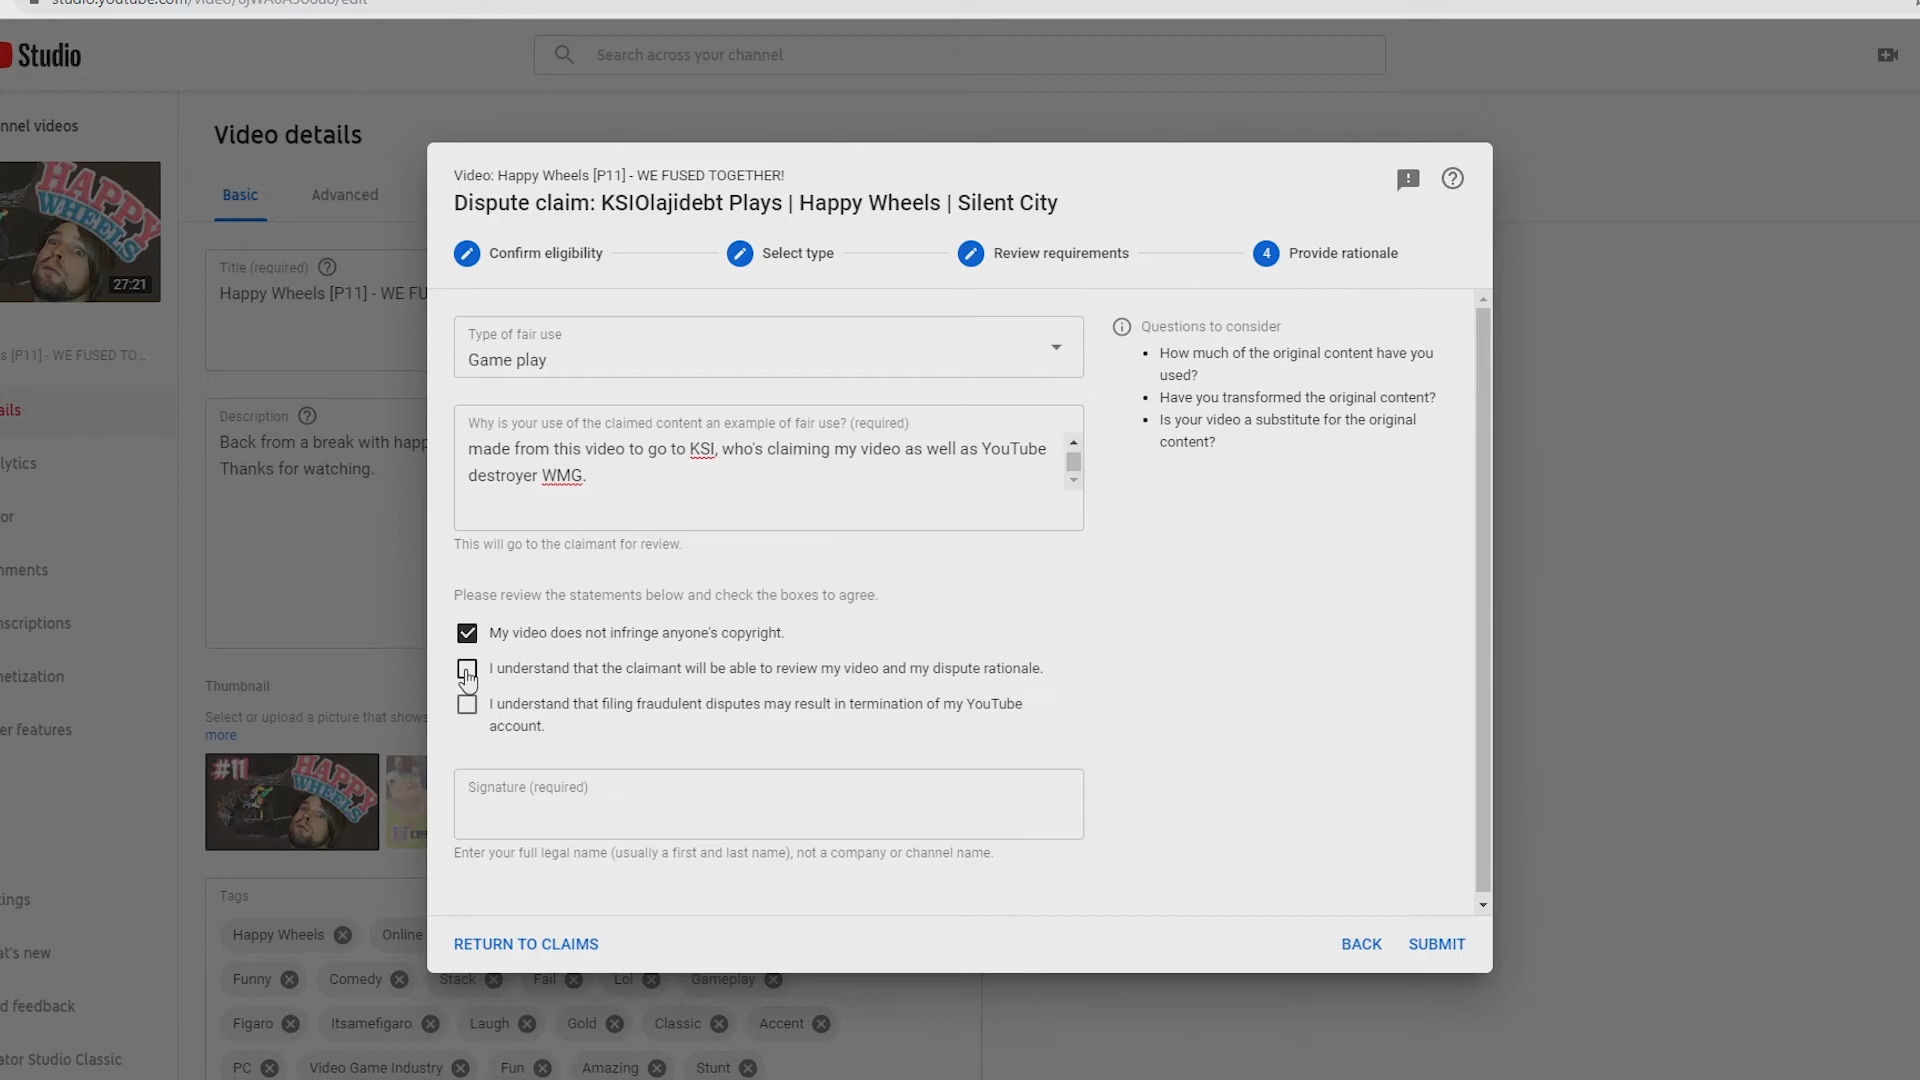 Studio
Search across your channel
nnel videos
Video details
Basic
Advanced
27:21
s [P11] - WE FUSED TO...
ails
lytics
or
nments
nscriptions
netization
er features
ings
at's new
d feedback
ator Studio Classic
Title (required)
Happy Wheels [P11] - WE FU
Description
Back from a break with happ
Thanks for watching.
Thumbnail
Select or upload a picture that shows
more
#11
HAPPY
WHEELS
Tags
Happy Wheels
Online
Funny
Comedy
Stack
Fail
Lol
Gameplay
Figaro
Itsamefigaro
Laugh
Gold
Classic
Accent
PC
Video Game Industry
Fun
Amazing
Stunt
Video: Happy Wheels [P11] - WE FUSED TOGETHER!
Dispute claim: KSIOlajidebt Plays | Happy Wheels | Silent City
Confirm eligibility
Select type
Review requirements
4 Provide rationale
Type of fair use
Game play
Why is your use of the claimed content an example of fair use? (required)
made from this video to go to KSI, who's claiming my video as well as YouTube
destroyer WMG.
This will go to the claimant for review.
Questions to consider
• How much of the original content have you
used?
• Have you transformed the original content?
• Is your video a substitute for the original
content?
Please review the statements below and check the boxes to agree.
My video does not infringe anyone's copyright.
I understand that the claimant will be able to review my video and my dispute rationale.
I understand that filing fraudulent disputes may result in termination of my YouTube
account.
Signature (required)
Enter your full legal name (usually a first and last name), not a company or channel name.
RETURN TO CLAIMS
BACK
SUBMIT